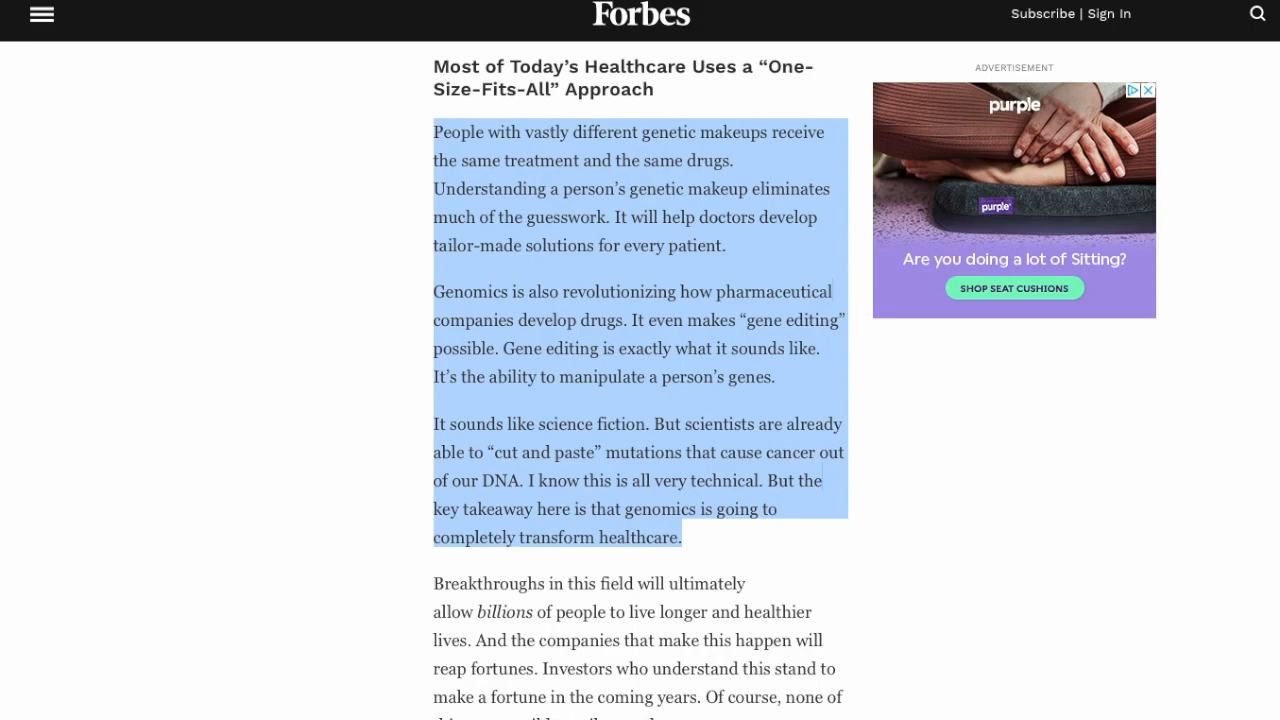 Forbes
Subscribe | Sign In
Most of Today’s Healthcare Uses a “One-
Size-Fits-All” Approach
People with vastly different genetic makeups receive
the same treatment and the same drugs.
Understanding a person’s genetic makeup eliminates
much of the guesswork. It will help doctors develop
tailor-made solutions for every patient.
Genomics is also revolutionizing how pharmaceutical
companies develop drugs. It even makes “gene editing”
possible. Gene editing is exactly what it sounds like.
It’s the ability to manipulate a person’s genes.
It sounds like science fiction. But scientists are already
able to “cut and paste” mutations that cause cancer out
of our DNA. I know this is all very technical. But the
key takeaway here is that genomics is going to
completely transform healthcare.
Breakthroughs in this field will ultimately
allow billions of people to live longer and healthier
lives. And the companies that make this happen will
reap fortunes. Investors who understand this stand to
make a fortune in the coming years. Of course, none of
ADVERTISEMENT
purple
purple
Are you doing a lot of Sitting?
SHOP SEAT CUSHIONS